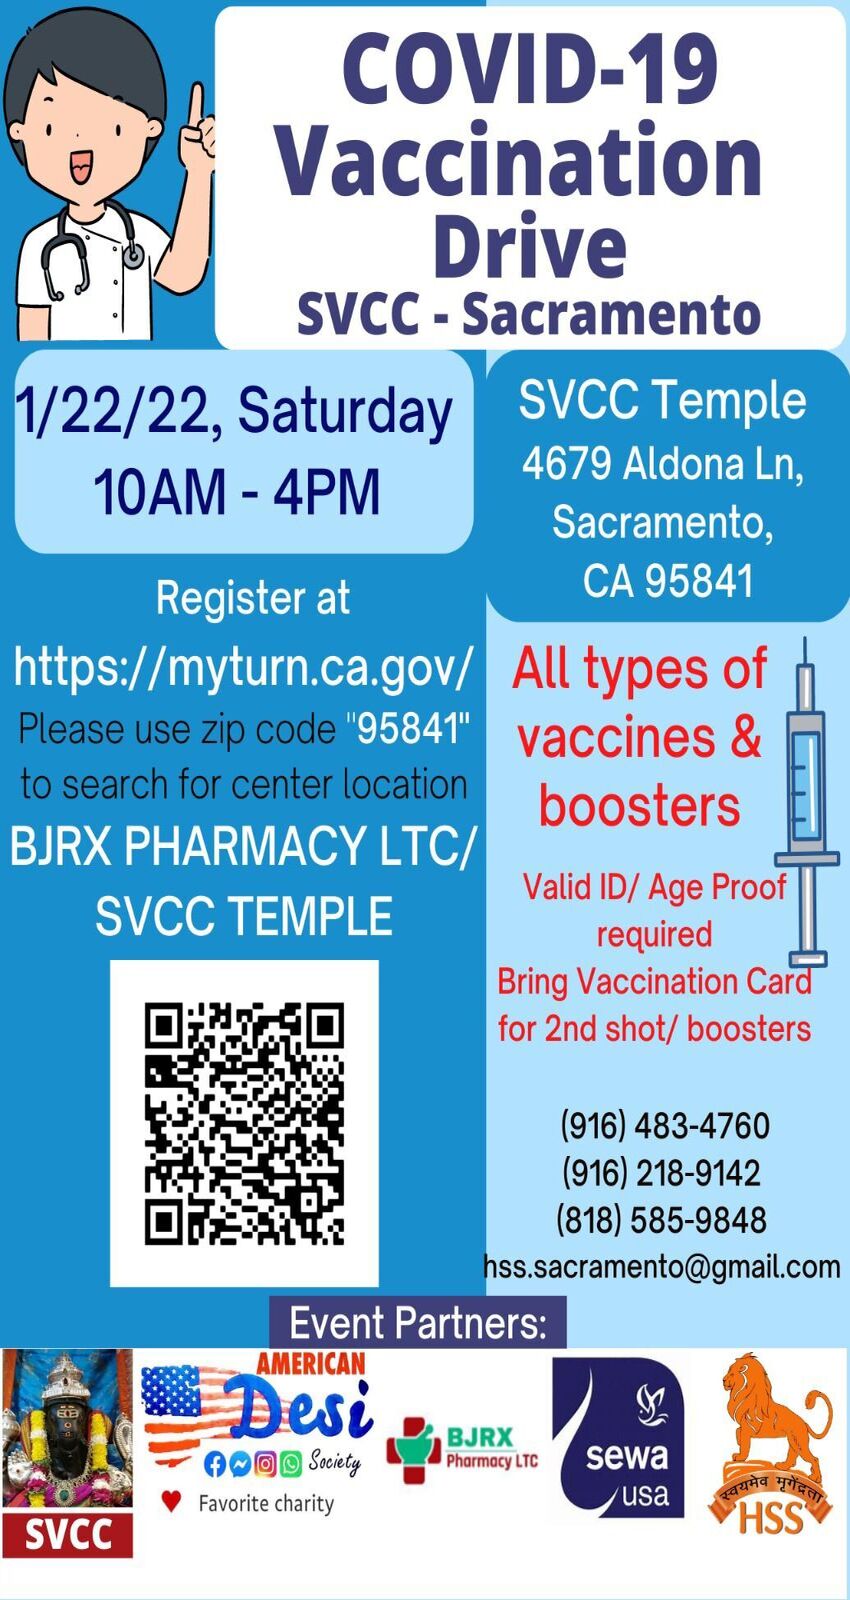 COVID-19
Vaccination
Drive
SVCC - Sacramento
1/22/22, Saturday
10AM - 4PM
SVCC Temple
4679 Aldona Ln,
Sacramento,
CA 95841
Register at
https://myturn.ca.gov/
Please use zip code "95841"
to search for center location
BJRX PHARMACY LTC/
SVCC TEMPLE
All types of
vaccines &
boosters
Valid ID/ Age Proof
required
Bring Vaccination Card
for 2nd shot/ boosters
(916) 483-4760
(916) 218-9142
(818) 585-9848
hss.sacramento@gmail.com
Event Partners:
SVCC
AMERICAN
Desi
Society
Favorite charity
BJRX
Pharmacy LTC
sewa
usa
स्वयमेव मृगेंद्रता
HSS